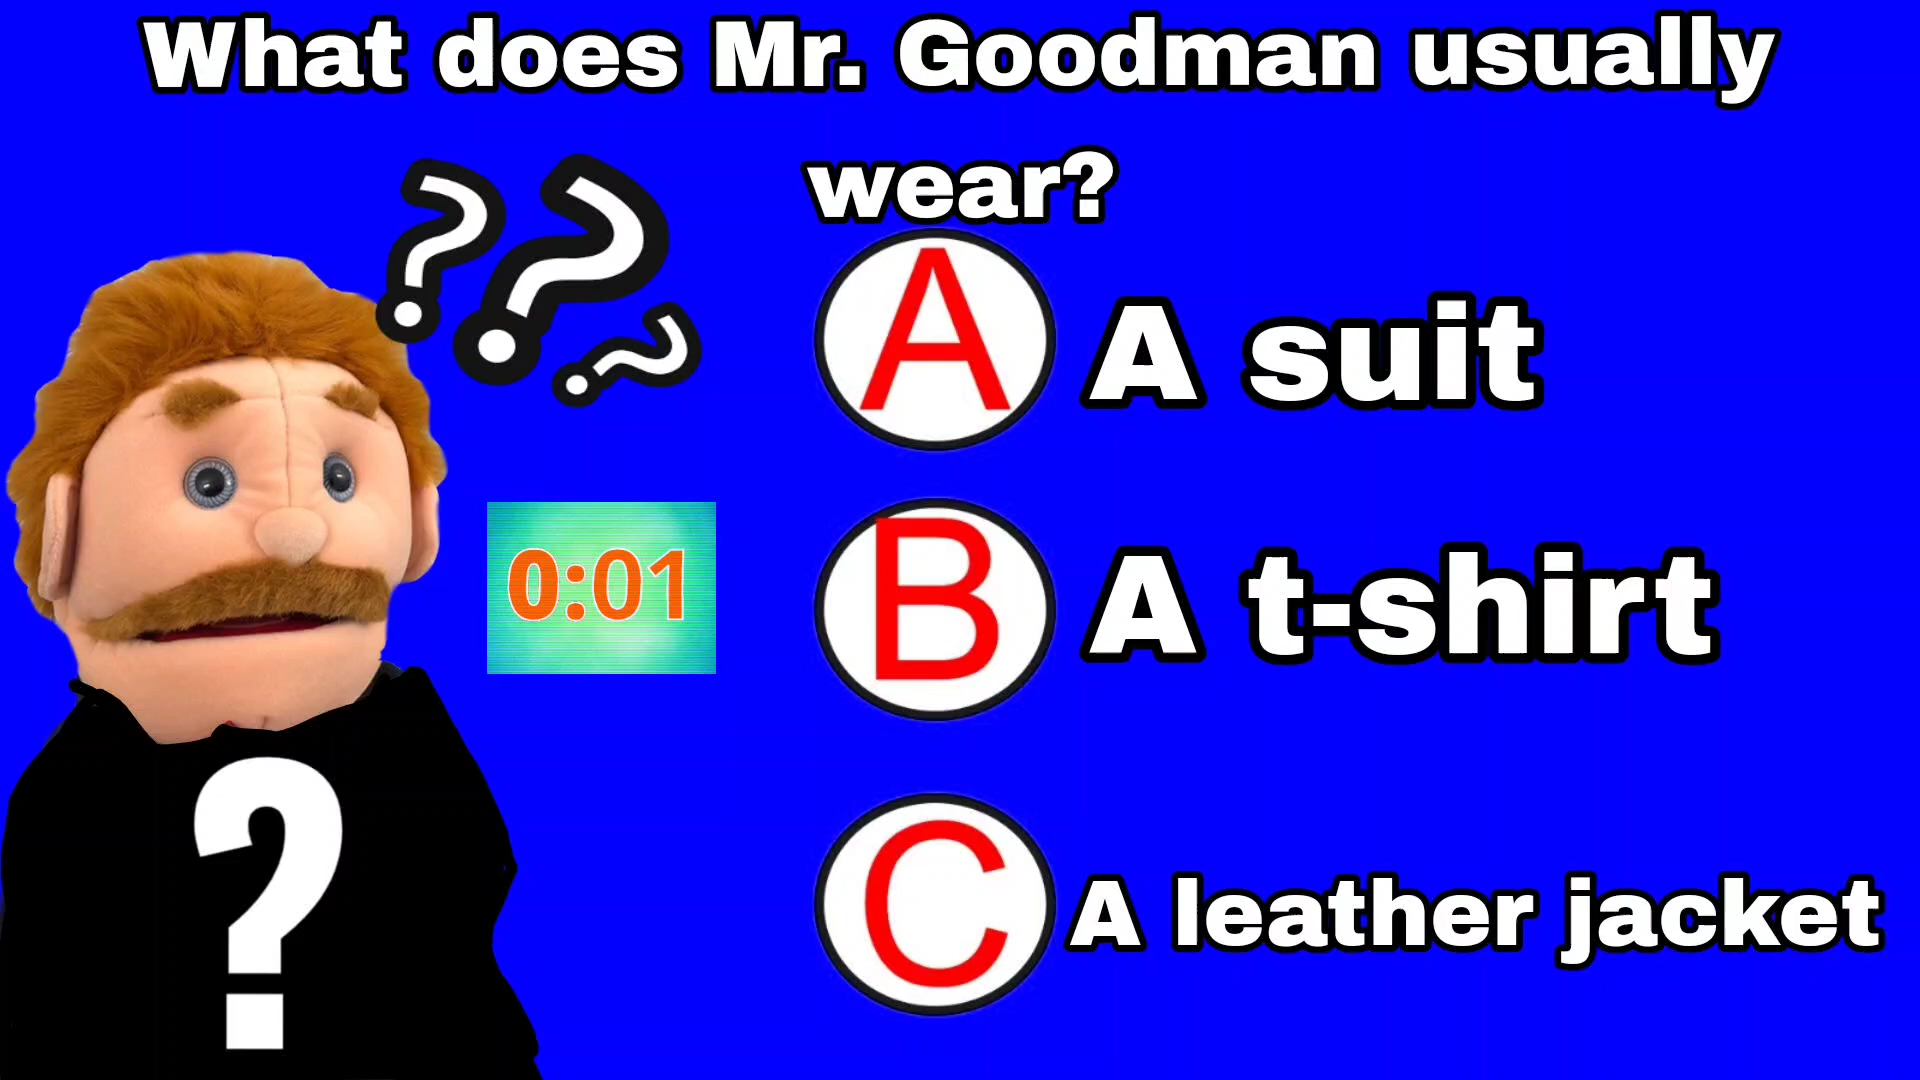 What does Mr. Goodman usually
wear?
? ? ?
A A suit
0:01
B A t-shirt
?
C A leather jacket